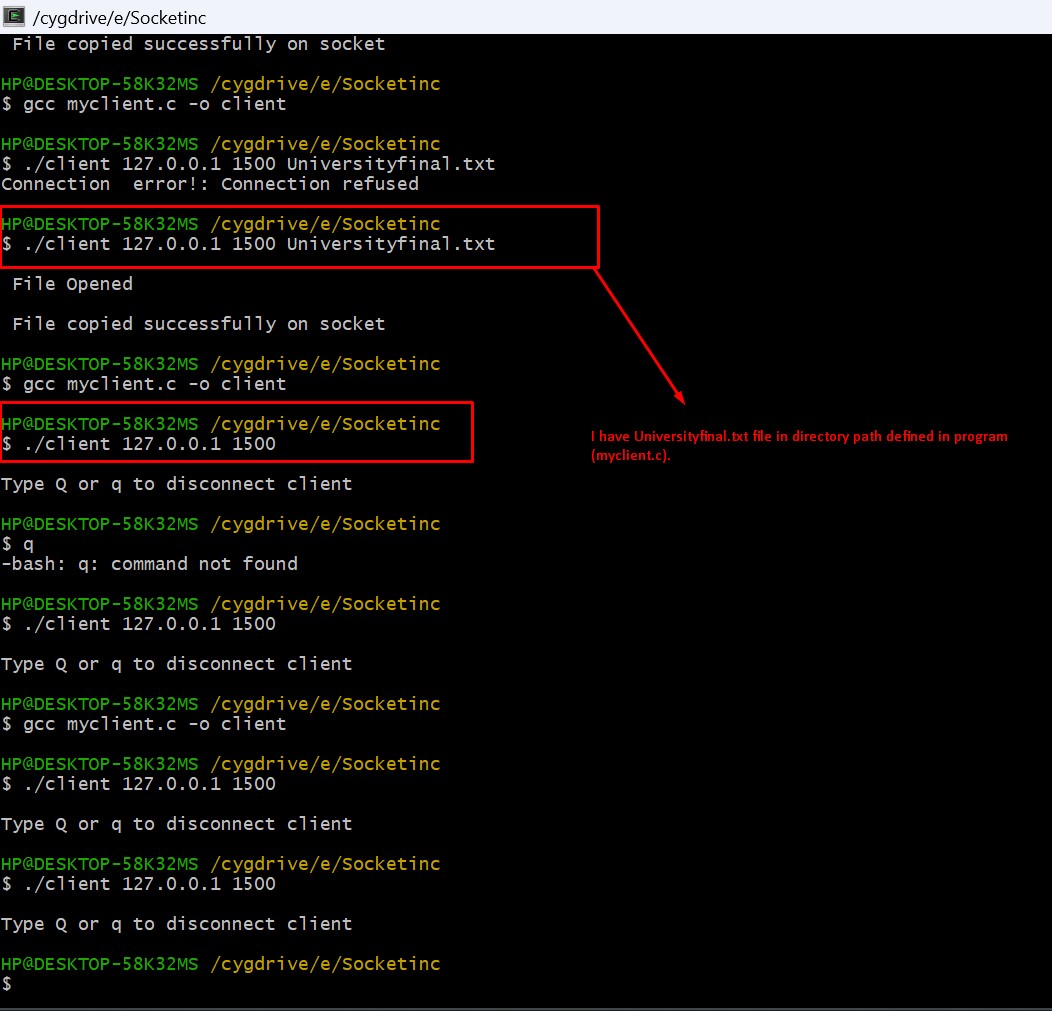 /cygdrive/e/Socketinc
File copied successfully on socket
HP@DESKTOP-58K32MS /cygdrive/e/Socketinc
$ gcc myclient.c -o client
HP@DESKTOP-58K32MS /cygdrive/e/Socketinc
$ ./client 127.0.0.1 1500 Universityfinal.txt
Connection  error!: Connection refused
HP@DESKTOP-58K32MS /cygdrive/e/Socketinc
$ ./client 127.0.0.1 1500 Universityfinal.txt
File Opened
File copied successfully on socket
HP@DESKTOP-58K32MS /cygdrive/e/Socketinc
$ gcc myclient.c -o client
HP@DESKTOP-58K32MS /cygdrive/e/Socketinc
$ ./client 127.0.0.1 1500
I have Universityfinal.txt file in directory path defined in program
(myclient.c).
Type Q or q to disconnect client
HP@DESKTOP-58K32MS /cygdrive/e/Socketinc
$ q
-bash: q: command not found
HP@DESKTOP-58K32MS /cygdrive/e/Socketinc
$ ./client 127.0.0.1 1500
Type Q or q to disconnect client
HP@DESKTOP-58K32MS /cygdrive/e/Socketinc
$ gcc myclient.c -o client
HP@DESKTOP-58K32MS /cygdrive/e/Socketinc
$ ./client 127.0.0.1 1500
Type Q or q to disconnect client
HP@DESKTOP-58K32MS /cygdrive/e/Socketinc
$ ./client 127.0.0.1 1500
Type Q or q to disconnect client
HP@DESKTOP-58K32MS /cygdrive/e/Socketinc
$